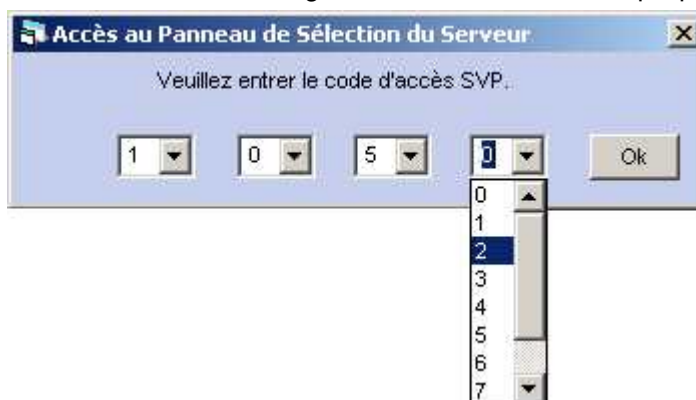 Accès au Panneau de Sélection du Serveur
Veuillez entrer le code d'accès SVP.
1 0 5 0 Ok
0
1
2
3
4
5
6
7